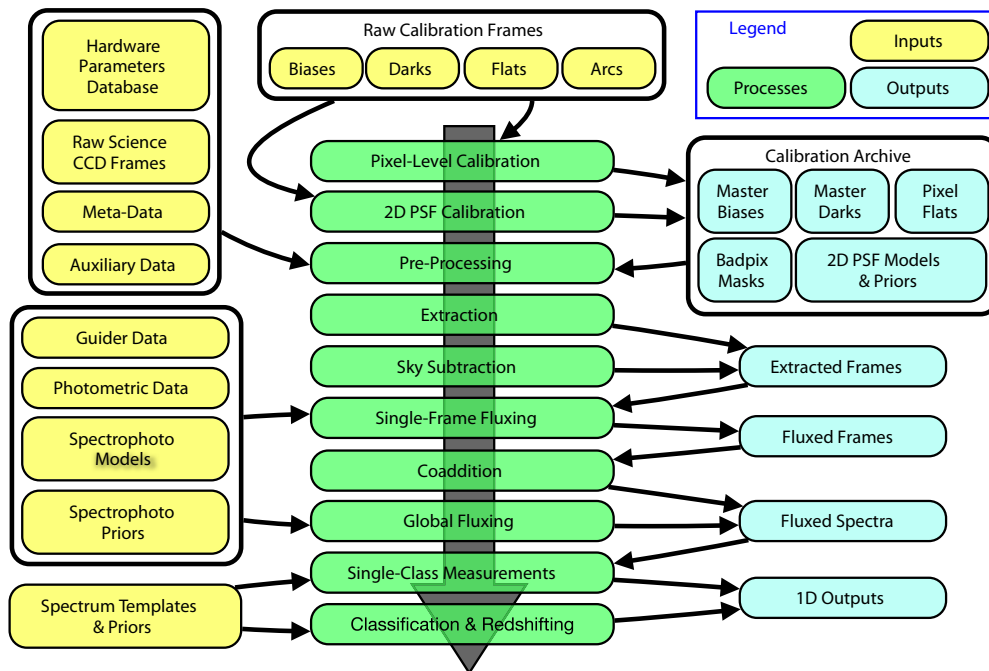 Hardware
Parameters
Database
Raw Science
CCD Frames
Meta-Data
Auxiliary Data
Raw Calibration Frames
Biases
Darks
Flats
Arcs
Legend
Inputs
Processes
Outputs
Pixel-Level Calibration
2D PSF Calibration
Pre-Processing
Extraction
Sky Subtraction
Single-Frame Fluxing
Coaddition
Global Fluxing
Single-Class Measurements
Classification & Redshifting
Calibration Archive
Master
Biases
Master
Darks
Pixel
Flats
Badpix
Masks
2D PSF Models
& Priors
Guider Data
Photometric Data
Spectrophoto
Models
Spectrophoto
Priors
Spectrum Templates
& Priors
Extracted Frames
Fluxed Frames
Fluxed Spectra
1D Outputs